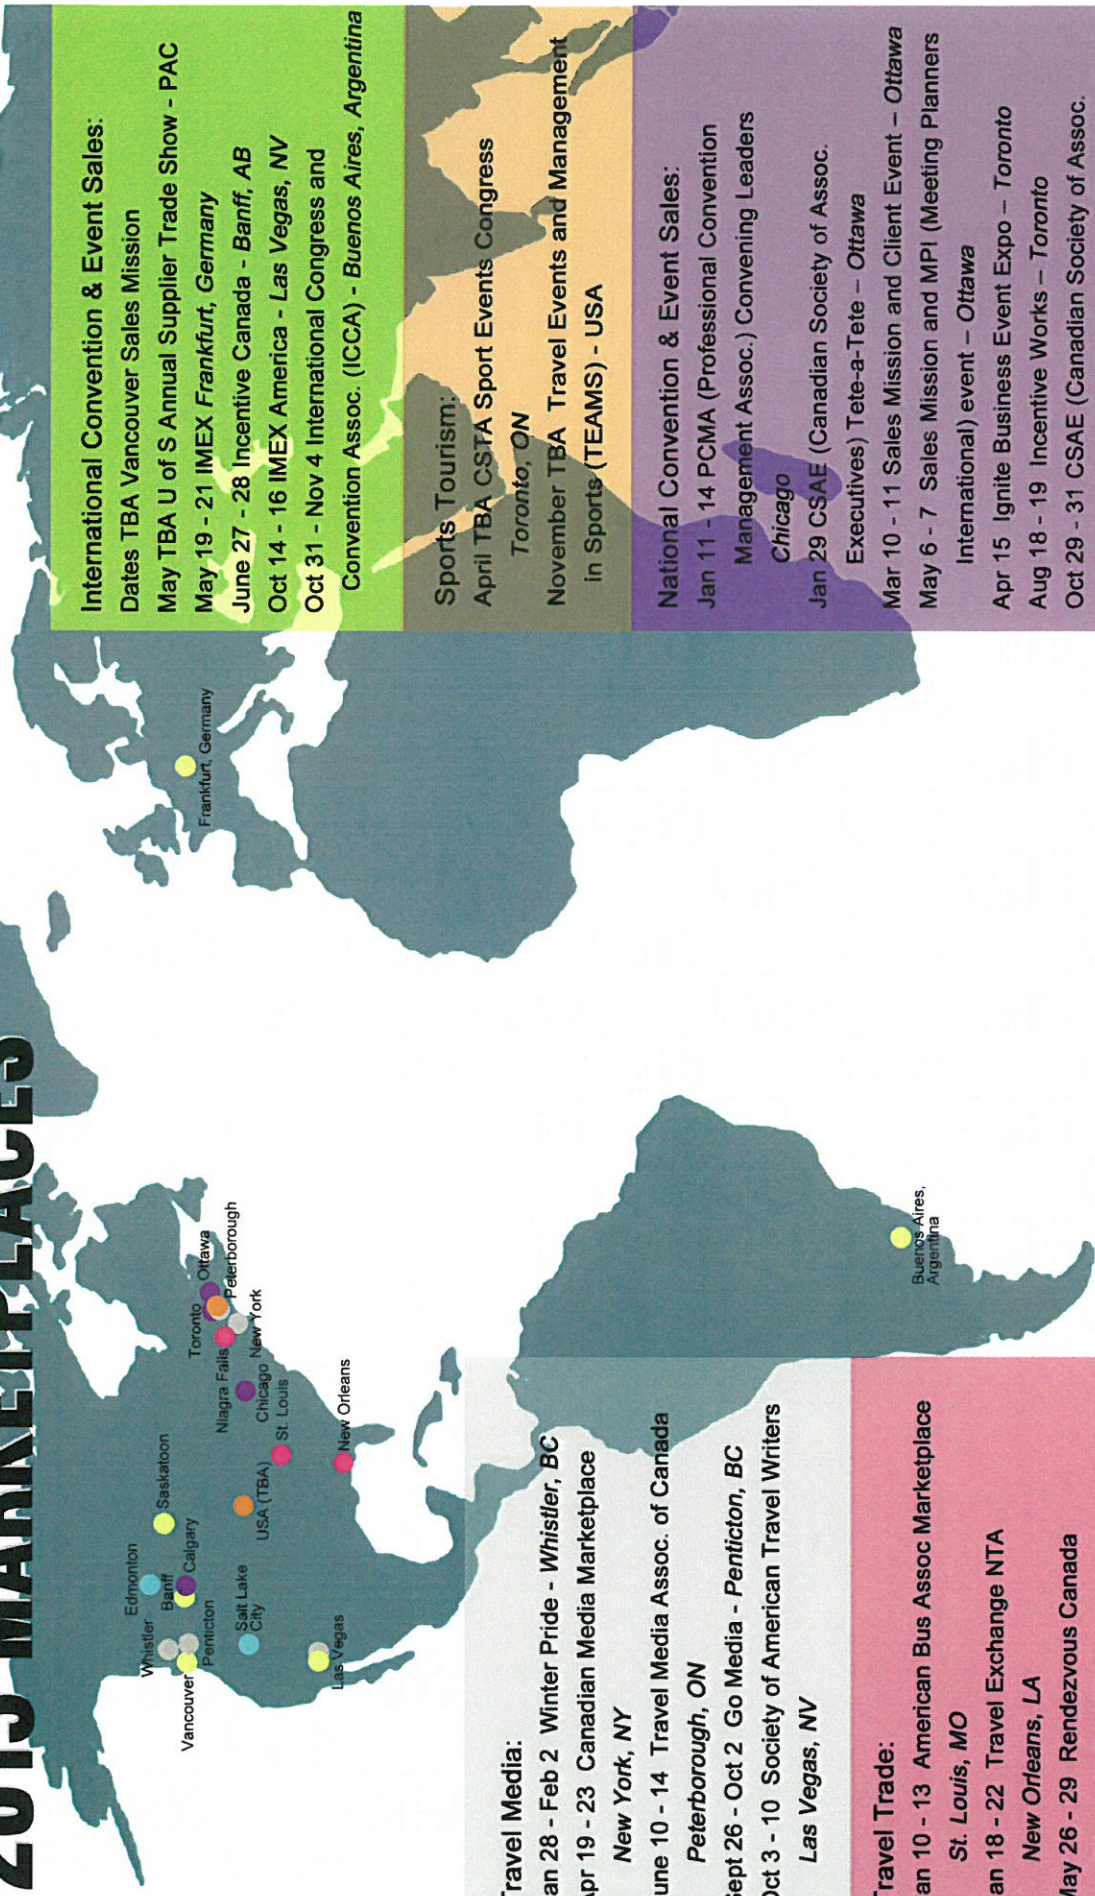 2015 MARKETPLACES
International Convention & Event Sales:
Dates TBA Vancouver Sales Mission
May TBA U of S Annual Supplier Trade Show - PAC
May 19 - 21 IMEX Frankfurt, Germany
June 27 - 28 Incentive Canada - Banff, AB
Oct 14 - 16 IMEX America - Las Vegas, NV
Oct 31 - Nov 4 International Congress and
Convention Assoc. (ICCA) - Buenos Aires, Argentina
Sports Tourism:
April TBA CSTA Sport Events Congress
Toronto, ON
November TBA Travel Events and Management
in Sports (TEAMS) - USA
National Convention & Event Sales:
Jan 11 - 14 PCMA (Professional Convention
Management Assoc.) Convening Leaders
Chicago
Jan 29 CSAE (Canadian Society of Assoc.
Executives) Tete-a-Tete – Ottawa
Mar 10 - 11 Sales Mission and Client Event – Ottawa
May 6 - 7 Sales Mission and MPI (Meeting Planners
International) event – Ottawa
Apr 15 Ignite Business Event Expo – Toronto
Aug 18 - 19 Incentive Works – Toronto
Oct 29 - 31 CSAE (Canadian Society of Assoc.
Travel Media:
Jan 28 - Feb 2 Winter Pride - Whistler, BC
Apr 19 - 23 Canadian Media Marketplace
New York, NY
June 10 - 14 Travel Media Assoc. of Canada
Peterborough, ON
Sept 26 - Oct 2 Go Media - Penticton, BC
Oct 3 - 10 Society of American Travel Writers
Las Vegas, NV
Travel Trade:
Jan 10 - 13 American Bus Assoc Marketplace
St. Louis, MO
Jan 18 - 22 Travel Exchange NTA
New Orleans, LA
May 26 - 29 Rendezvous Canada
Whistler
Vancouver
Penticton
Edmonton
Banff
Calgary
Saskatoon
Salt Lake
City
Las Vegas
USA (TBA)
St. Louis
New Orleans
Chicago
Niagra Falls
Toronto
Ottawa
Peterborough
New York
Frankfurt, Germany
Buenos Aires,
Argentina